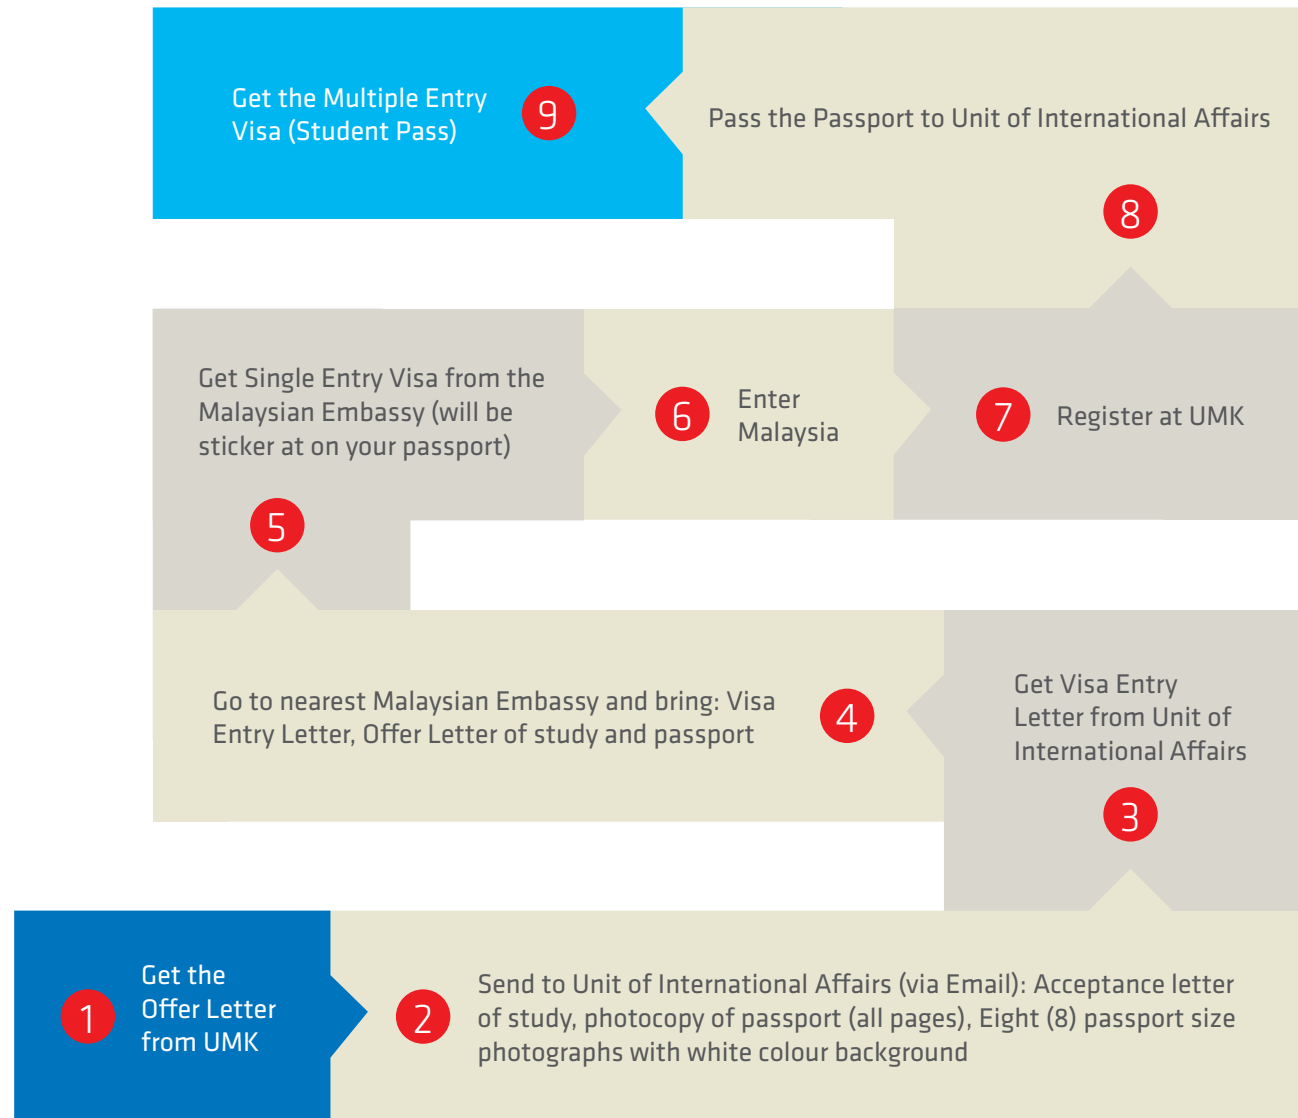 Get the Multiple Entry
Visa (Student Pass)
9
Pass the Passport to Unit of International Affairs
8
Get Single Entry Visa from the
Malaysian Embassy (will be
sticker at on your passport)
5
6
Enter
Malaysia
7
Register at UMK
Go to nearest Malaysian Embassy and bring: Visa
Entry Letter, Offer Letter of study and passport
4
Get Visa Entry
Letter from Unit of
International Affairs
3
1
Get the
Offer Letter
from UMK
2
Send to Unit of International Affairs (via Email): Acceptance letter
of study, photocopy of passport (all pages), Eight (8) passport size
photographs with white colour background